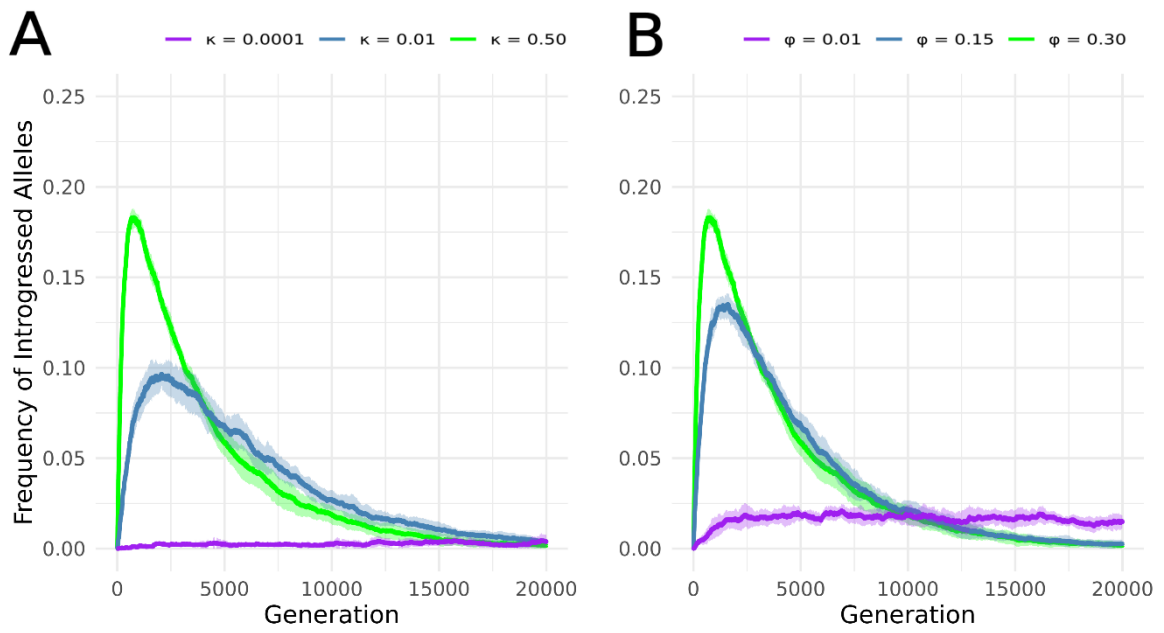 A
κ = 0.0001 κ = 0.01 κ = 0.50
Frequency of Introgressed Alleles
0.25
0.20
0.15
0.10
0.05
0.00
0 5000 10000 15000 20000
Generation
B
φ = 0.01 φ = 0.15 φ = 0.30
0.25
0.20
0.15
0.10
0.05
0.00
0 5000 10000 15000 20000
Generation